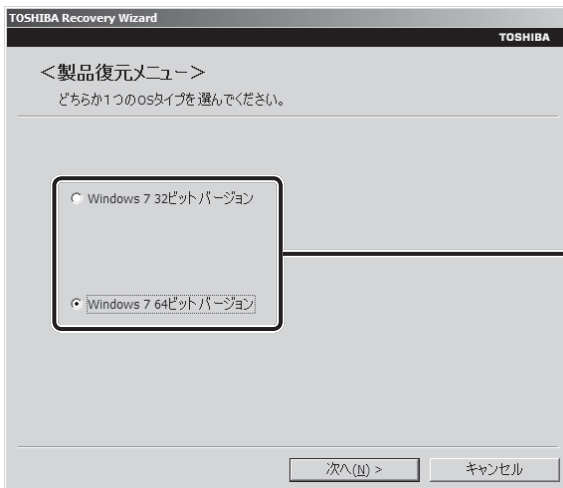 TOSHIBA Recovery Wizard
TOSHIBA
＜製品復元メニュー＞
どちらか1つのOSタイプを選んでください。
Windows 7 32ビットバージョン
Windows 7 64ビットバージョン
次へ(N) >
キャンセル